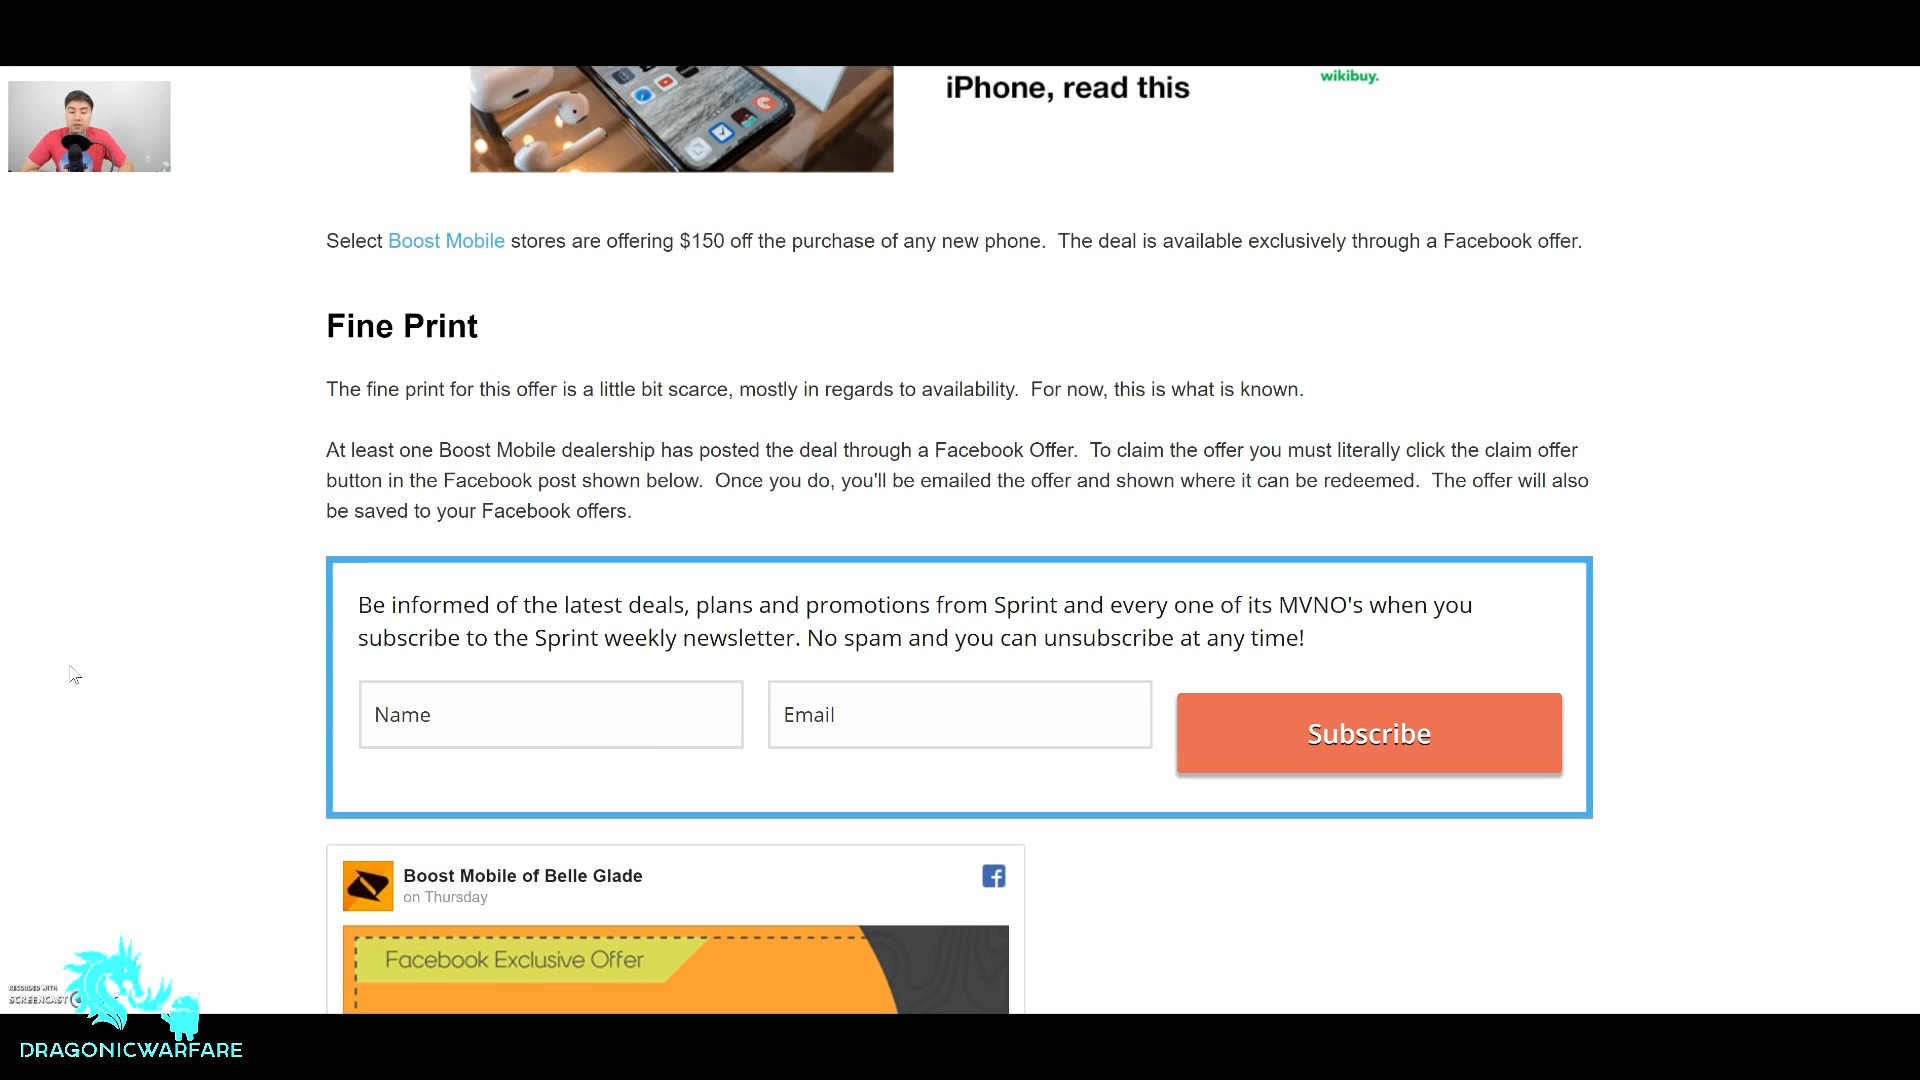 iPhone, read this
wikibuy.
Select Boost Mobile stores are offering $150 off the purchase of any new phone.  The deal is available exclusively through a Facebook offer.
Fine Print
The fine print for this offer is a little bit scarce, mostly in regards to availability.  For now, this is what is known.
At least one Boost Mobile dealership has posted the deal through a Facebook Offer.  To claim the offer you must literally click the claim offer
button in the Facebook post shown below.  Once you do, you'll be emailed the offer and shown where it can be redeemed.  The offer will also
be saved to your Facebook offers.
Be informed of the latest deals, plans and promotions from Sprint and every one of its MVNO's when you
subscribe to the Sprint weekly newsletter. No spam and you can unsubscribe at any time!
Name
Email
Subscribe
Boost Mobile of Belle Glade
on Thursday
Facebook Exclusive Offer
RECORDED WITH
SCREENCAST
DRAGONICWARFARE